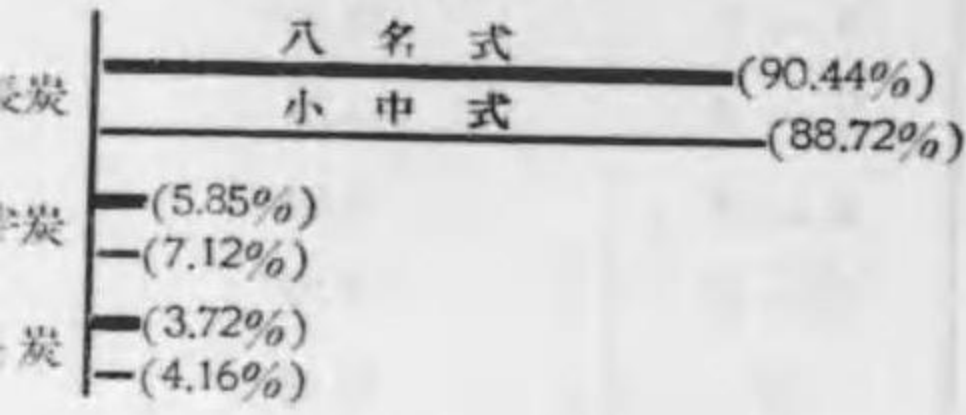 八名式
炭 (90.44%)
小中式
(88.72%)
炭 (5.85%)
(7.12%)
炭 (3.72%)
(4.16%)